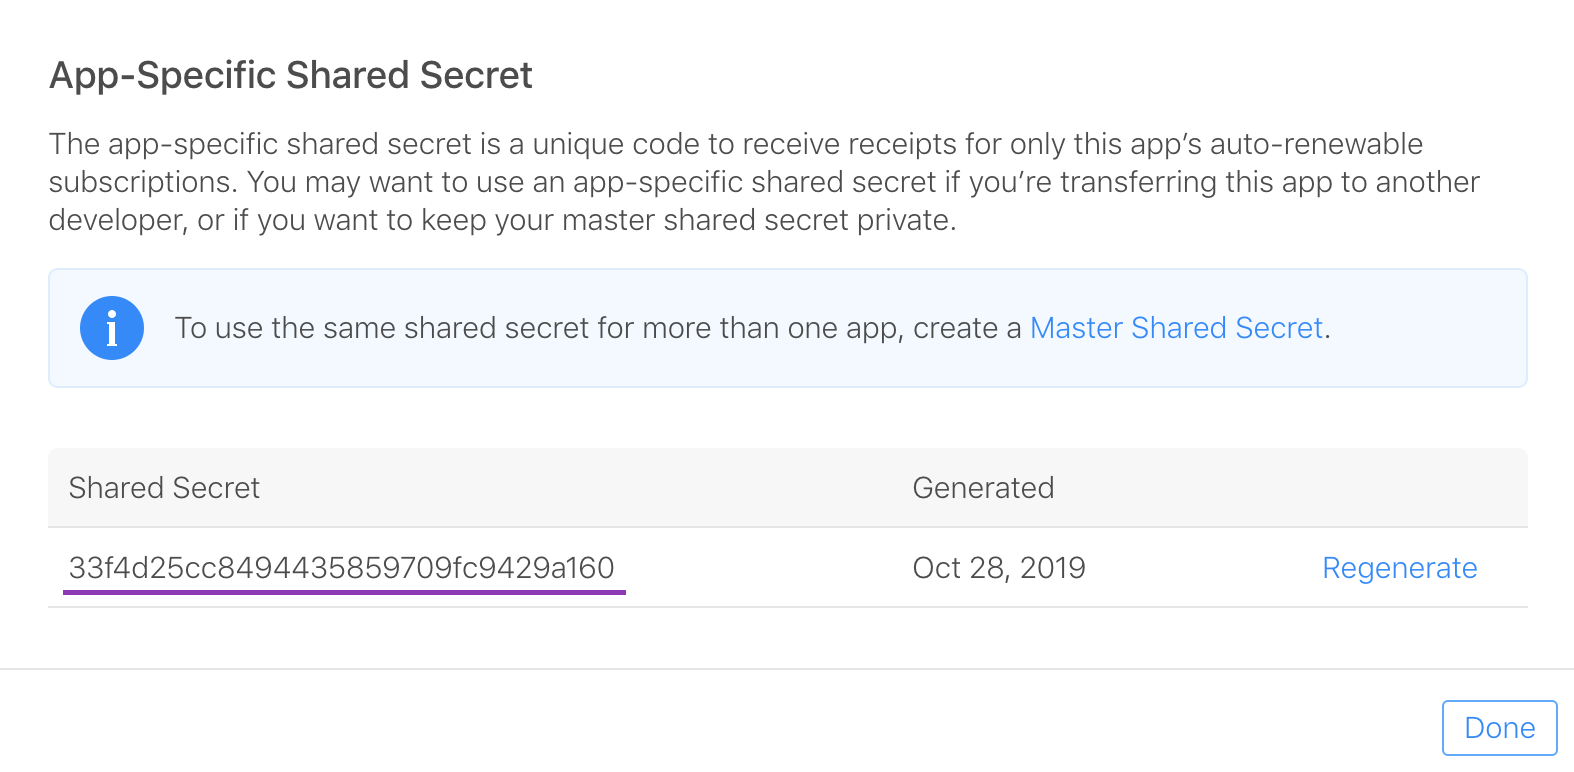 App-Specific Shared Secret
The app-specific shared secret is a unique code to receive receipts for only this app's auto-renewable
subscriptions. You may want to use an app-specific shared secret if you're transferring this app to another
developer, or if you want to keep your master shared secret private.
i To use the same shared secret for more than one app, create a Master Shared Secret.
Shared Secret Generated
33f4d25cc8494435859709fc9429a160 Oct 28, 2019 Regenerate
Done